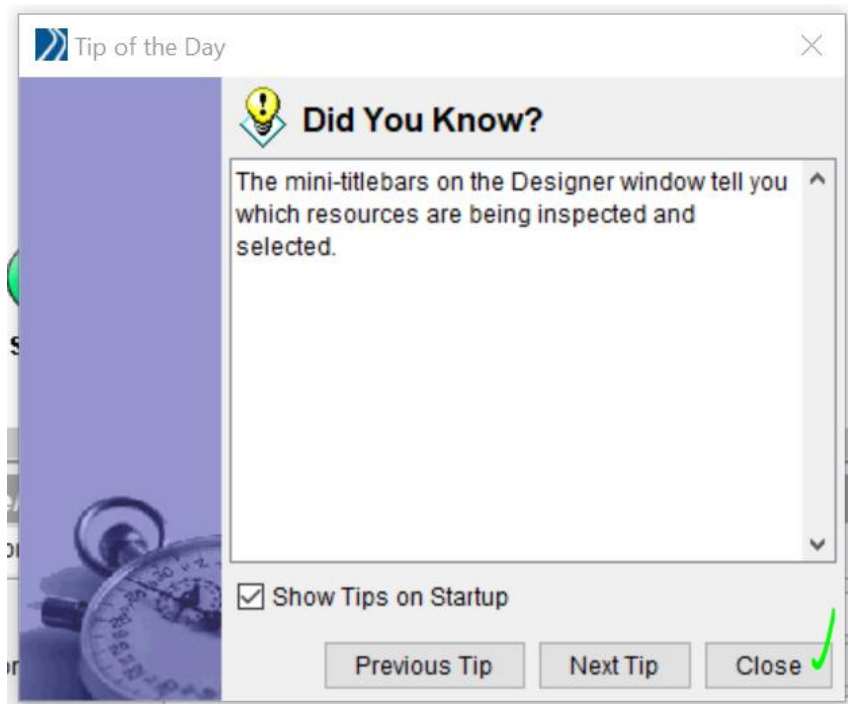 Tip of the Day
Did You Know?
The mini-titlebars on the Designer window tell you
which resources are being inspected and
selected.
Show Tips on Startup
Previous Tip Next Tip Close